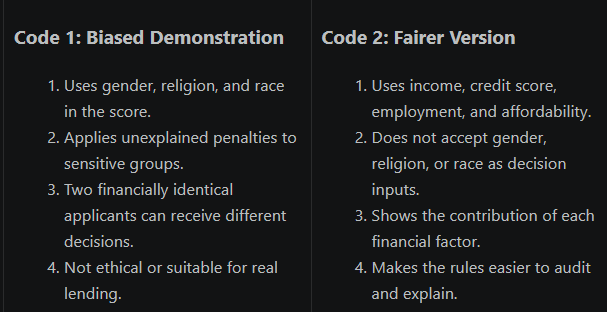 Code 1: Biased Demonstration
1. Uses gender, religion, and race
in the score.
2. Applies unexplained penalties to
sensitive groups.
3. Two financially identical
applicants can receive different
decisions.
4. Not ethical or suitable for real
lending.
Code 2: Fairer Version
1. Uses income, credit score,
employment, and affordability.
2. Does not accept gender,
religion, or race as decision
inputs.
3. Shows the contribution of each
financial factor.
4. Makes the rules easier to audit
and explain.